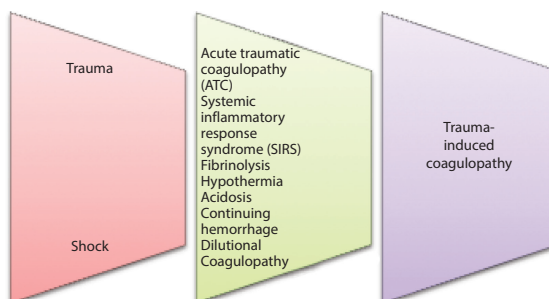 Trauma
Shock
Acute traumatic
coagulopathy
(ATC)
Systemic
inflammatory
response
syndrome (SIRS)
Fibrinolysis
Hypothermia
Acidosis
Continuing
hemorrhage
Dilutional
Coagulopathy
Trauma-
induced
coagulopathy